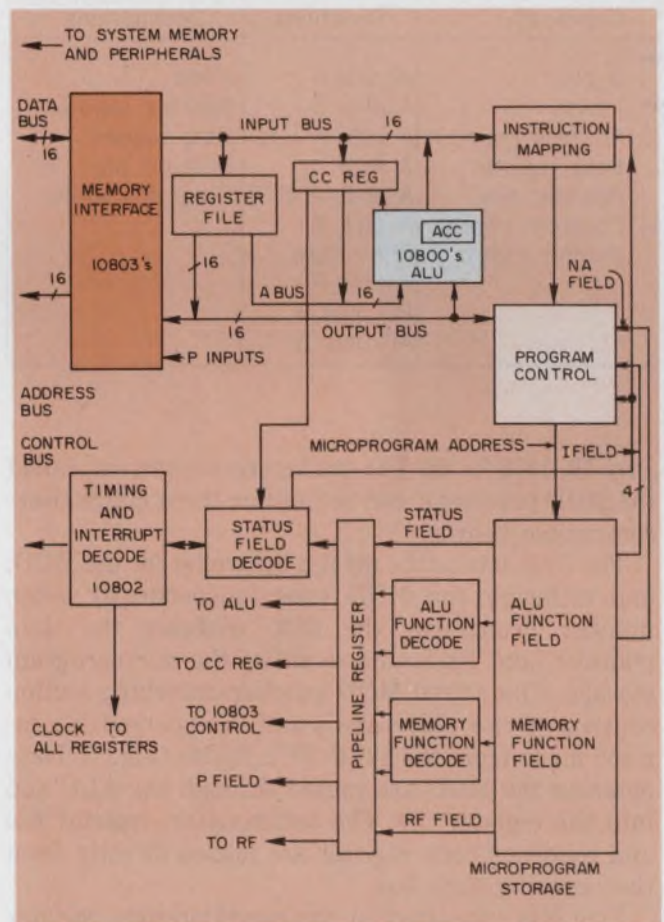 TO SYSTEM MEMORY
AND PERIPHERALS
DATA
BUS
16
INPUT BUS
16
INSTRUCTION
MAPPING
MEMORY
INTERFACE
10803's
REGISTER
FILE
CC REG
ACC
10800's
ALU
NA
FIELD
16
A BUS
16
16
16
OUTPUT BUS
P INPUTS
PROGRAM
CONTROL
ADDRESS
BUS
MICROPROGRAM ADDRESS
I FIELD
CONTROL
BUS
4
TIMING
AND
INTERRUPT
DECODE
10802
STATUS
FIELD
DECODE
STATUS
FIELD
PIPELINE REGISTER
TO ALU
ALU
FUNCTION
DECODE
ALU
FUNCTION
FIELD
TO CC REG
CLOCK TO
ALL REGISTERS
TO 10803
CONTROL
MEMORY
FUNCTION
DECODE
MEMORY
FUNCTION
FIELD
P FIELD
TO RF
RF FIELD
MICROPROGRAM
STORAGE